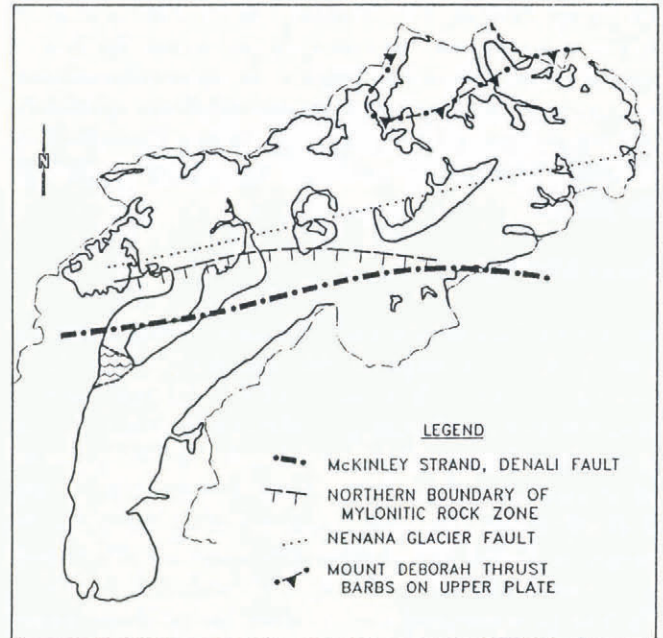 N
LEGEND
McKINLEY STRAND, DENALI FAULT
NORTHERN BOUNDARY OF
MYLONITIC ROCK ZONE
NENANA GLACIER FAULT
MOUNT DEBORAH THRUST
BARBS ON UPPER PLATE